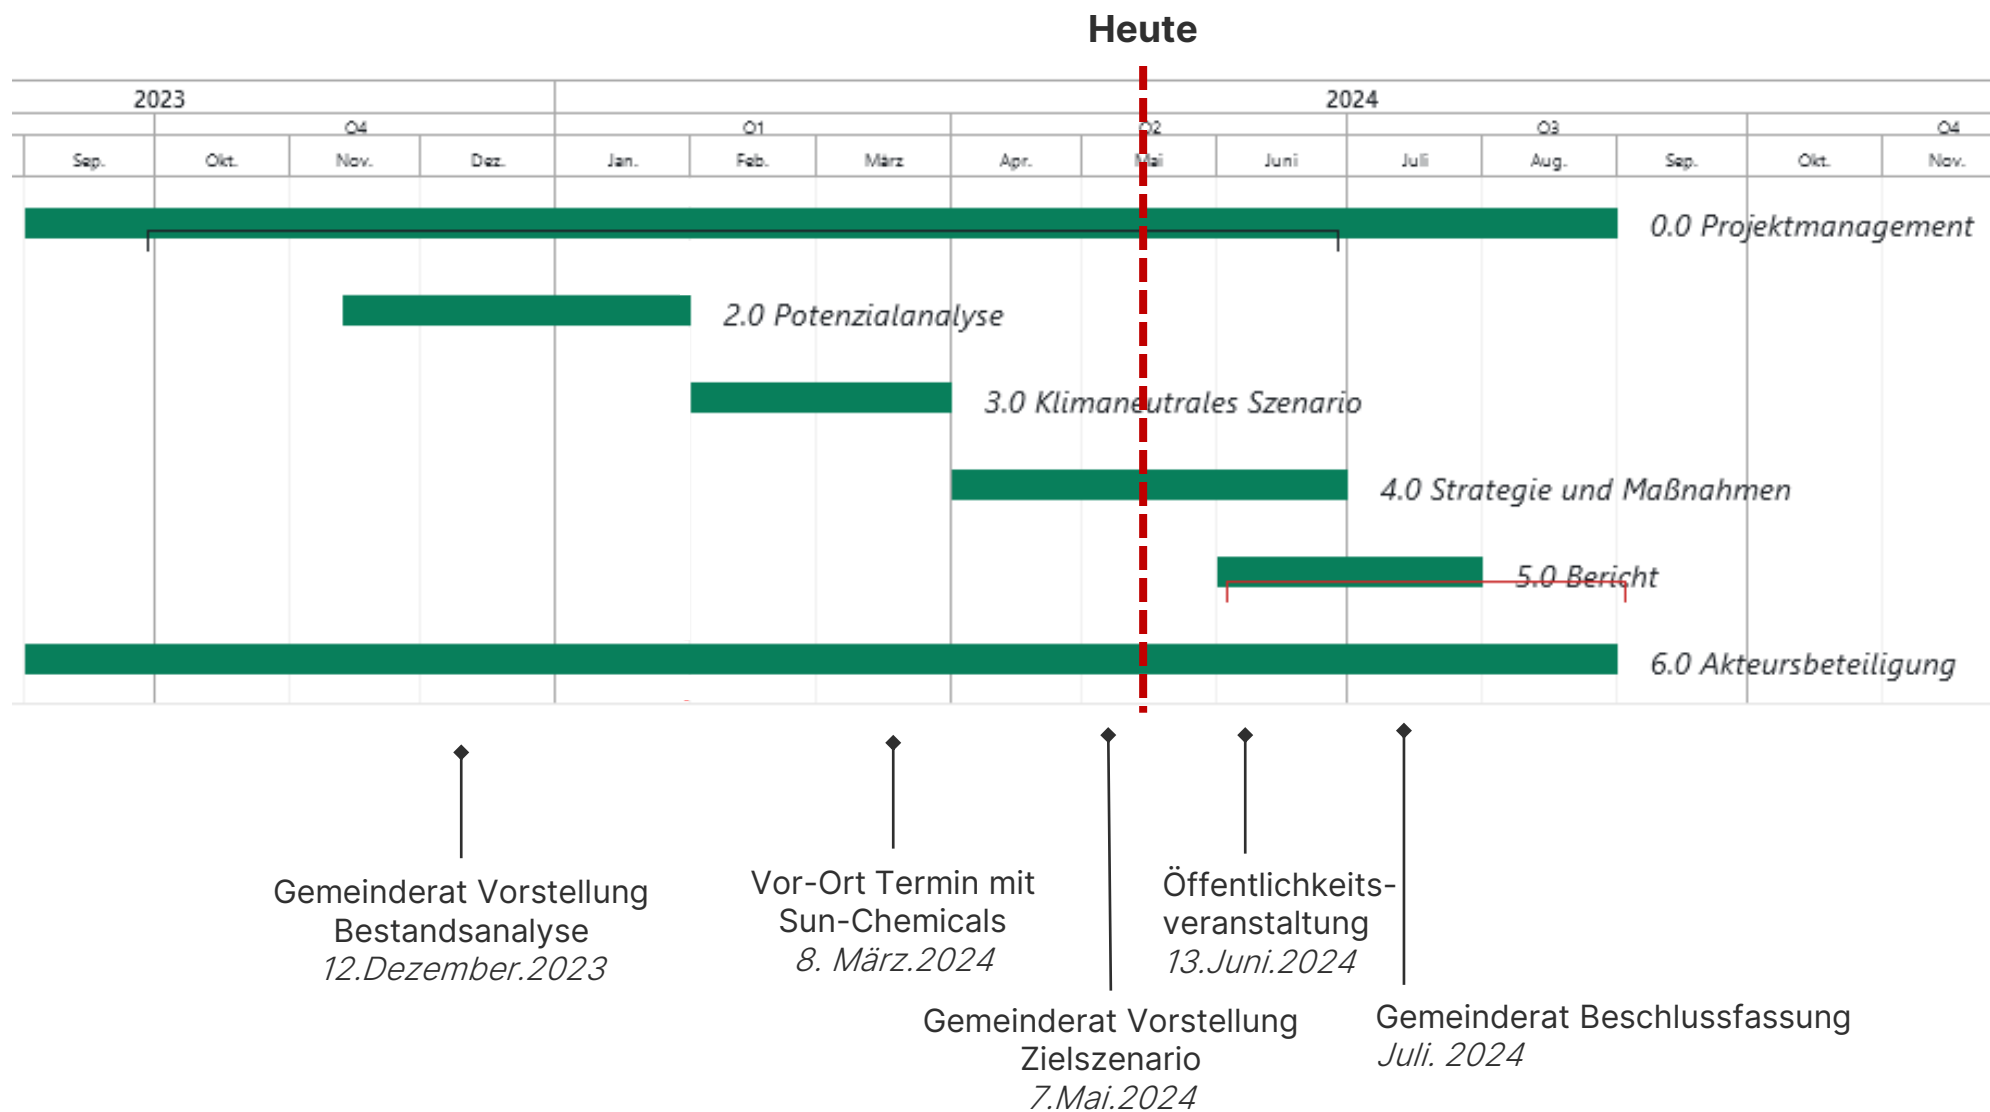 Heute
2023 2024
Q4 Q1 Q2 Q3 Q4
Sep. Okt. Nov. Dez. Jan. Feb. März Apr. Mai Juni Juli Aug. Sep. Okt. Nov.
0.0 Projektmanagement
2.0 Potenzialanalyse
3.0 Klimaneutrales Szenario
4.0 Strategie und Maßnahmen
5.0 Bericht
6.0 Akteursbeteiligung
Gemeinderat Vorstellung
Bestandsanalyse
12.Dezember.2023
Vor-Ort Termin mit
Sun-Chemicals
8. März.2024
Gemeinderat Vorstellung
Zielszenario
7.Mai.2024
Öffentlichkeits-
veranstaltung
13.Juni.2024
Gemeinderat Beschlussfassung
Juli. 2024